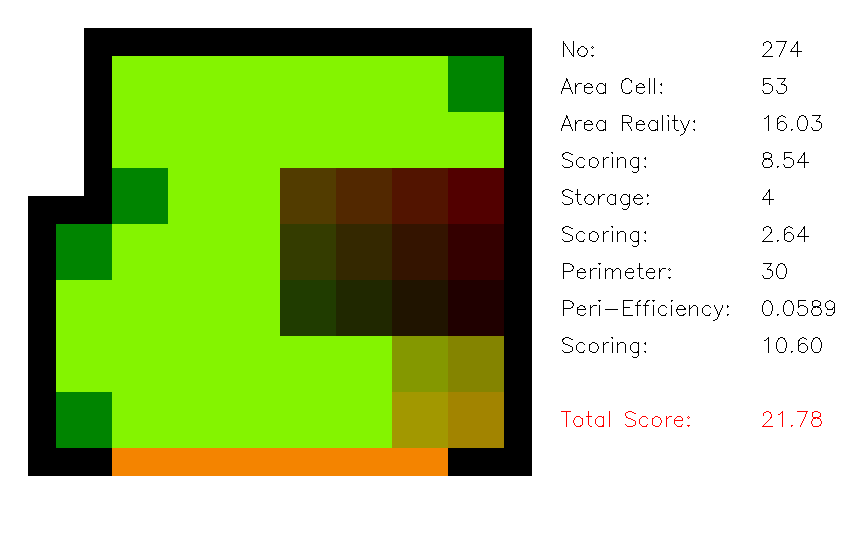 No: 274
Area Cell: 53
Area Reality: 16.03
Scoring: 8.54
Storage: 4
Scoring: 2.64
Perimeter: 30
Peri-Efficiency: 0.0589
Scoring: 10.60
Total Score: 21.78